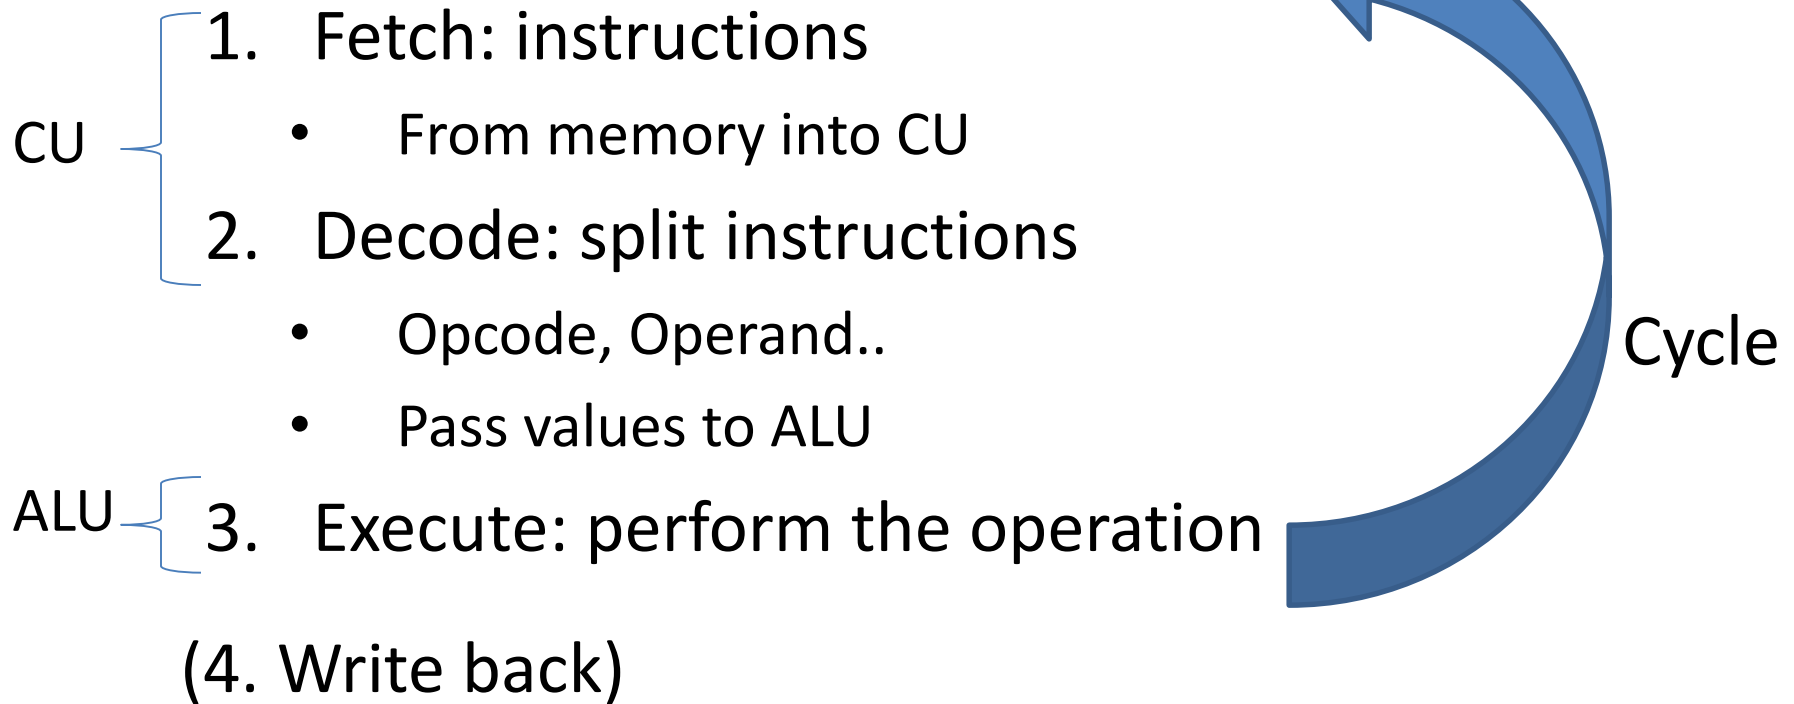 1. Fetch: instructions
• From memory into CU
CU
2. Decode: split instructions
• Opcode, Operand..
Cycle
• Pass values to ALU
ALU
3. Execute: perform the operation
(4. Write back)